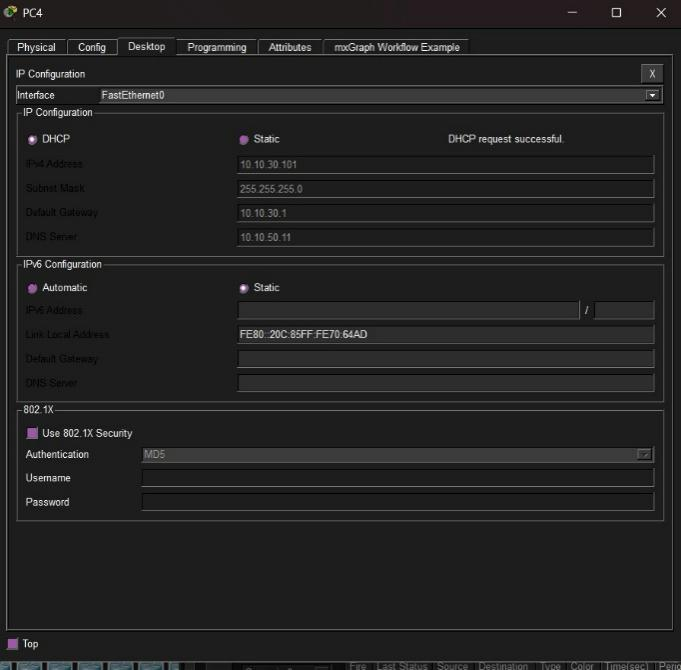 PC4
Physical Config Desktop Programming Attributes mxGraph Workflow Example
IP Configuration X
Interface FastEthernet0
IP Configuration
DHCP Static DHCP request successful.
IPv4 Address 10.10.30.101
Subnet Mask 255.255.255.0
Default Gateway 10.10.30.1
DNS Server 10.10.50.11
IPv6 Configuration
Automatic Static
IPv6 Address /
Link Local Address FE80::20C:85FF:FE70:64AD
Default Gateway
DNS Server
802.1X
Use 802.1X Security
Authentication MD5
Username
Password
Top
Fire Last Status Source Destination Type Color Time(sec) Perio